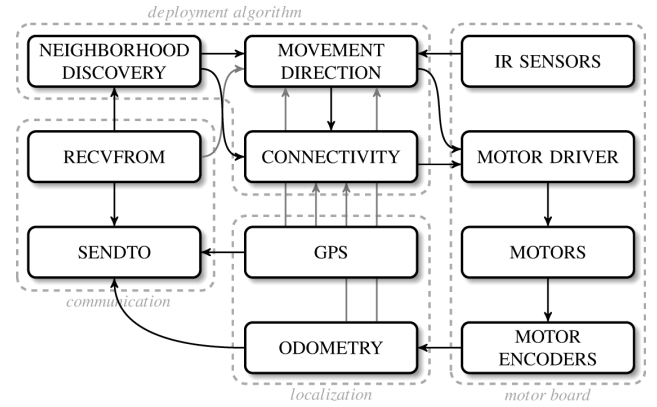 deployment algorithm
NEIGHBORHOOD
DISCOVERY
MOVEMENT
DIRECTION
IR SENSORS
RECVFROM
CONNECTIVITY
MOTOR DRIVER
SENDTO
GPS
MOTORS
communication
ODOMETRY
MOTOR
ENCODERS
localization
motor board